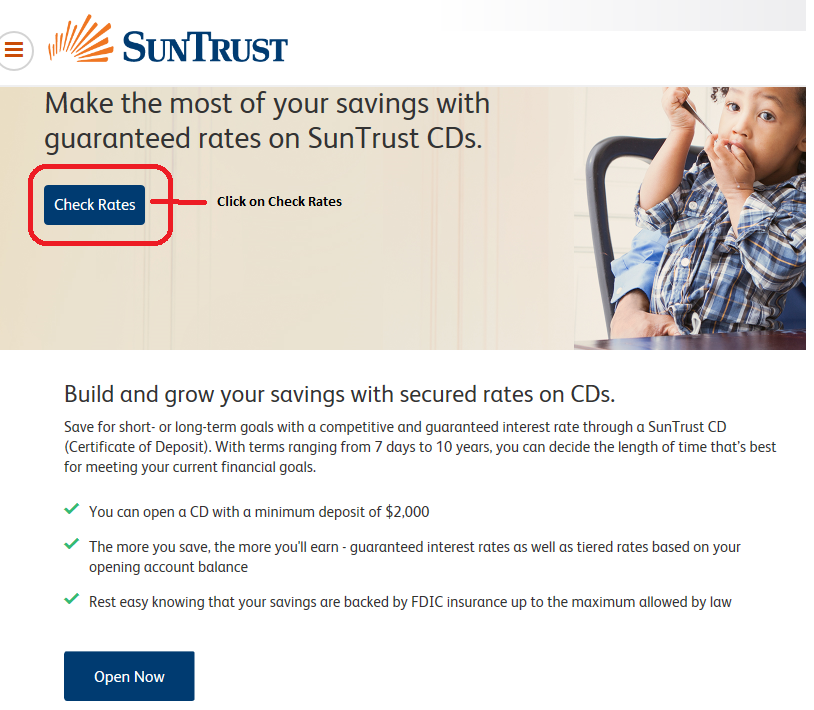 SUNTRUST
Make the most of your savings with
guaranteed rates on SunTrust CDs.
Check Rates
Click on Check Rates
Build and grow your savings with secured rates on CDs.
Save for short- or long-term goals with a competitive and guaranteed interest rate through a SunTrust CD
(Certificate of Deposit). With terms ranging from 7 days to 10 years, you can decide the length of time that's best
for meeting your current financial goals.
You can open a CD with a minimum deposit of $2,000
The more you save, the more you'll earn - guaranteed interest rates as well as tiered rates based on your
opening account balance
Rest easy knowing that your savings are backed by FDIC insurance up to the maximum allowed by law
Open Now